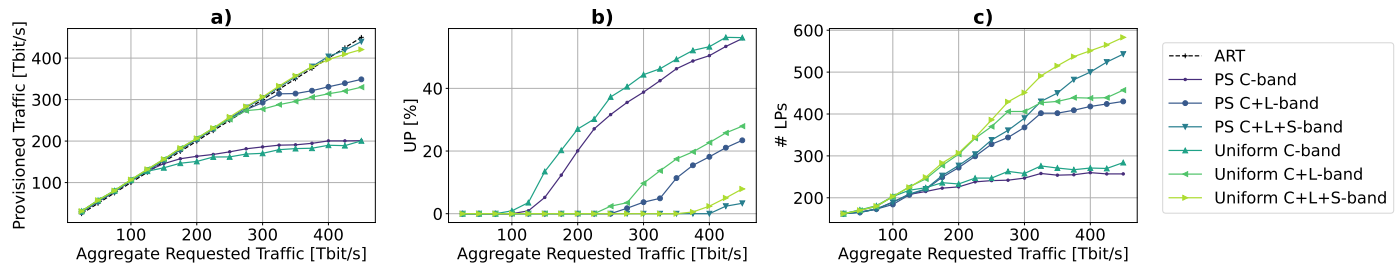 a)
Provisioned Traffic [Tbit/s]
400
300
200
100
100 200 300 400
Aggregate Requested Traffic [Tbit/s]
b)
UP [%]
40
20
0
100 200 300 400
Aggregate Requested Traffic [Tbit/s]
c)
# LPs
600
500
400
300
200
100 200 300 400
Aggregate Requested Traffic [Tbit/s]
ART
PS C-band
PS C+L-band
PS C+L+S-band
Uniform C-band
Uniform C+L-band
Uniform C+L+S-band